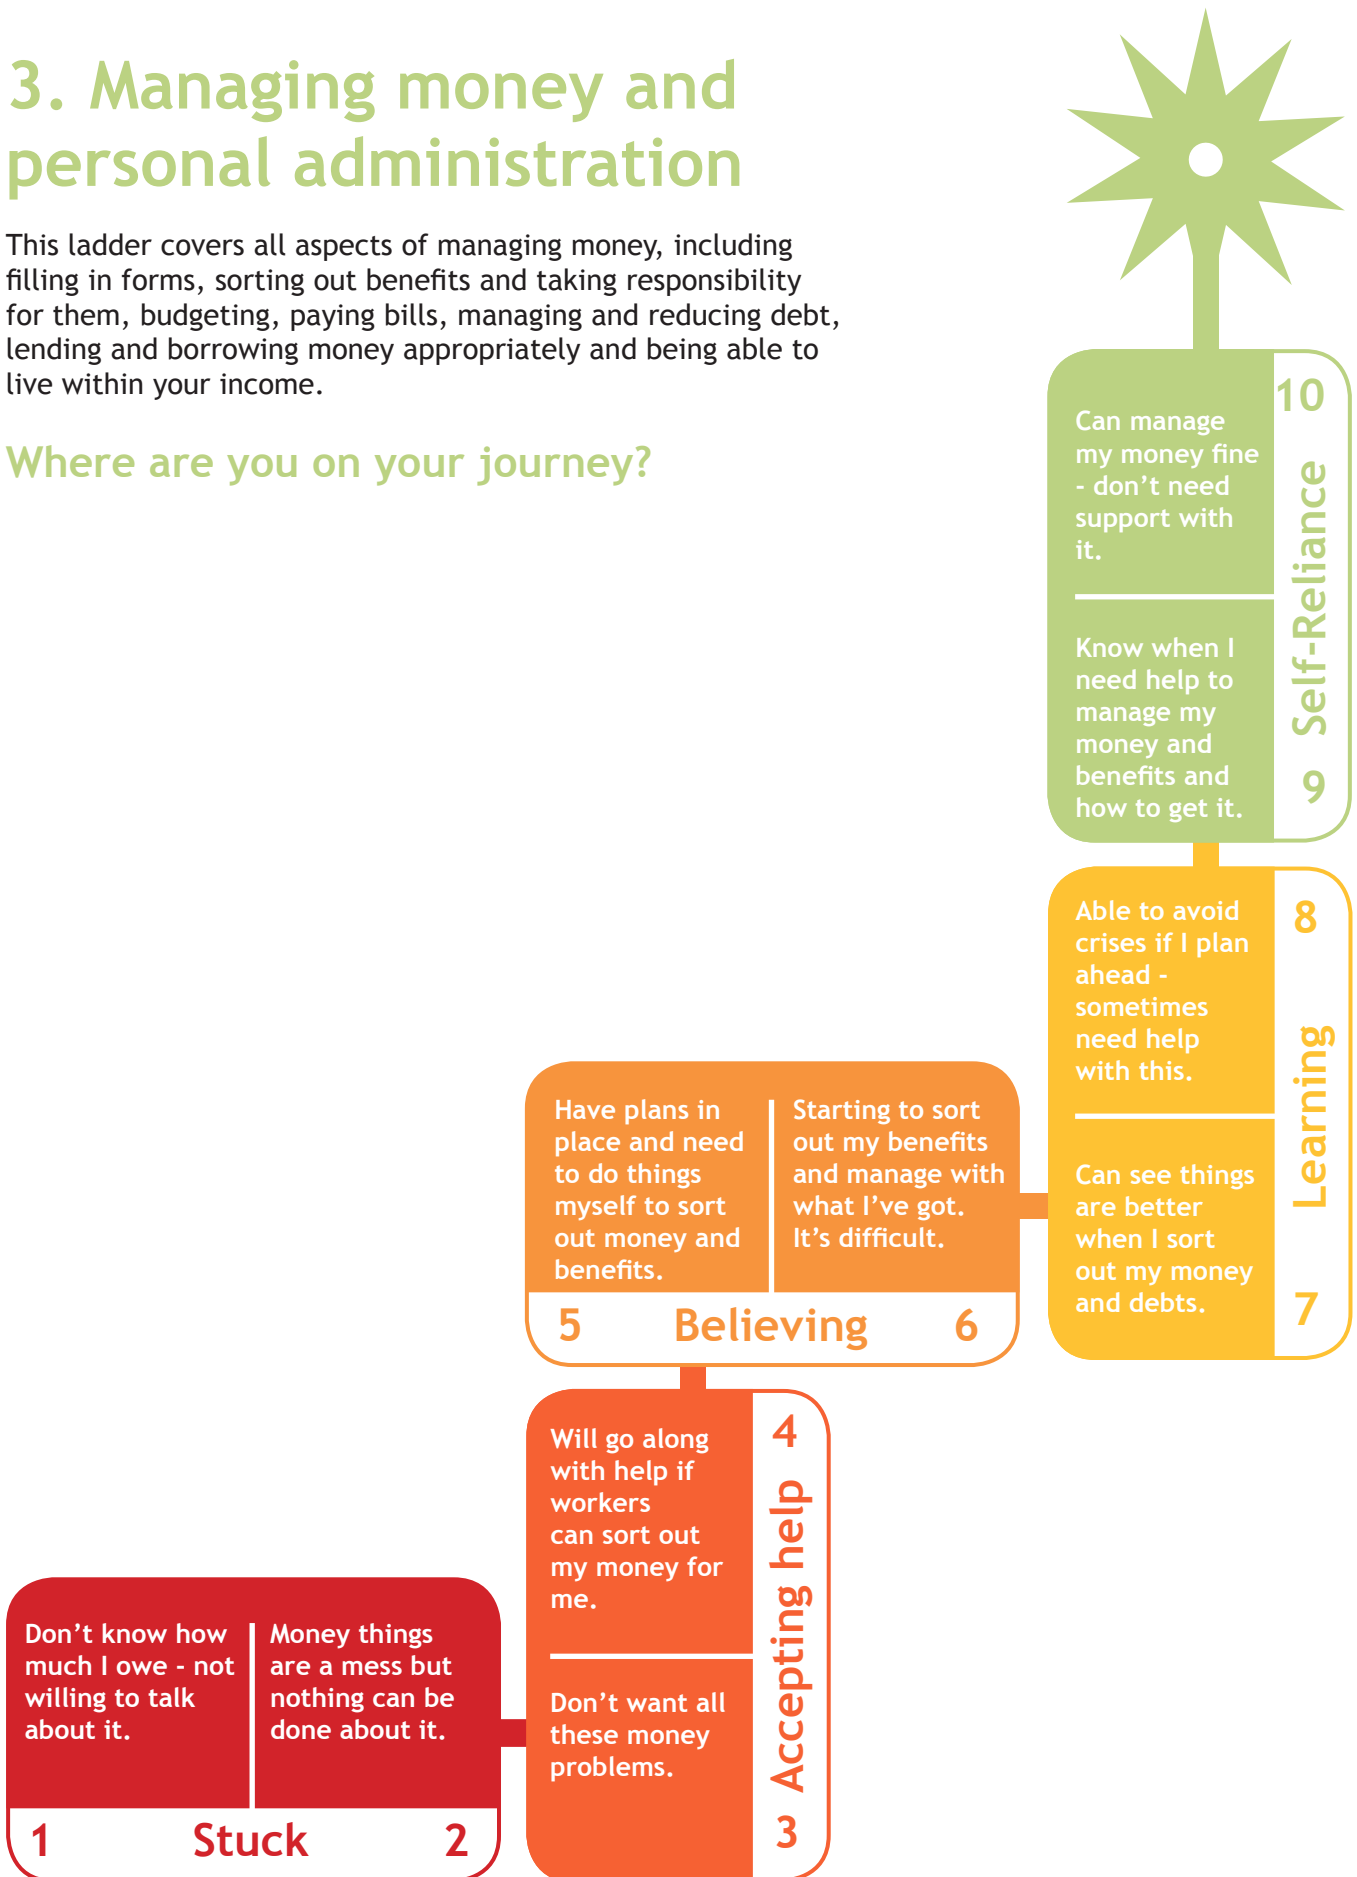 3. Managing money and
personal administration
This ladder covers all aspects of managing money, including
filling in forms, sorting out benefits and taking responsibility
for them, budgeting, paying bills, managing and reducing debt,
lending and borrowing money appropriately and being able to
live within your income.
Where are you on your journey?
10
Can manage
my money fine
- don’t need
support with
it.
Self-Reliance
Know when I
need help to
manage my
money and
benefits and
how to get it.
9
Able to avoid
crises if I plan
ahead -
sometimes
need help
with this.
8
Learning
Can see things
are better
when I sort
out my money
and debts.
7
Have plans in
place and need
to do things
myself to sort
out money and
benefits.
Starting to sort
out my benefits
and manage with
what I’ve got.
It’s difficult.
5 Believing 6
Will go along
with help if
workers
can sort out
my money for
me.
4
Accepting help
Don’t want all
these money
problems.
3
Don’t know how
much I owe - not
willing to talk
about it.
Money things
are a mess but
nothing can be
done about it.
1 Stuck 2